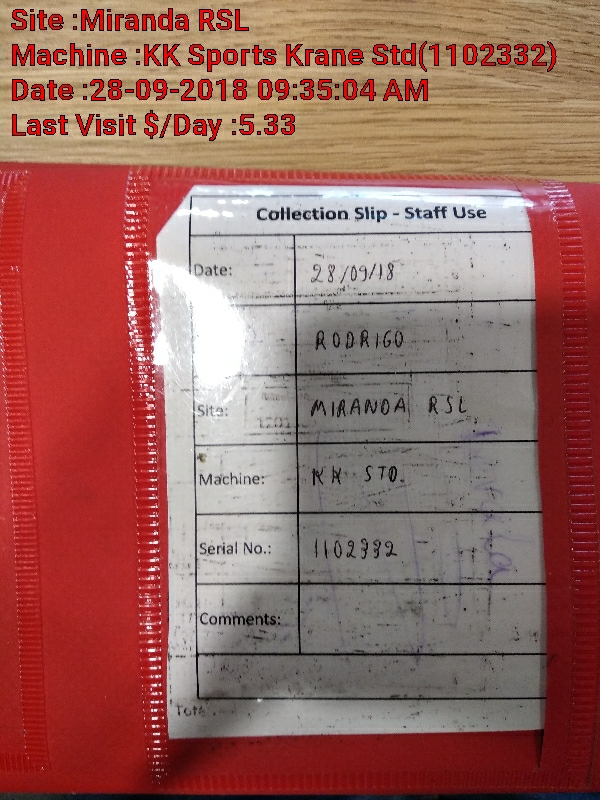 Site :Miranda RSL
Machine :KK Sports Krane Std(1102332)
Date :28-09-2018 09:35:04 AM
Last Visit $/Day :5.33
Collection Slip - Staff Use
Date: 28/09/18
RODRIGO
Site: MIRANDA RSL
Machine: KK STD.
Serial No.: 1102332
Comments: